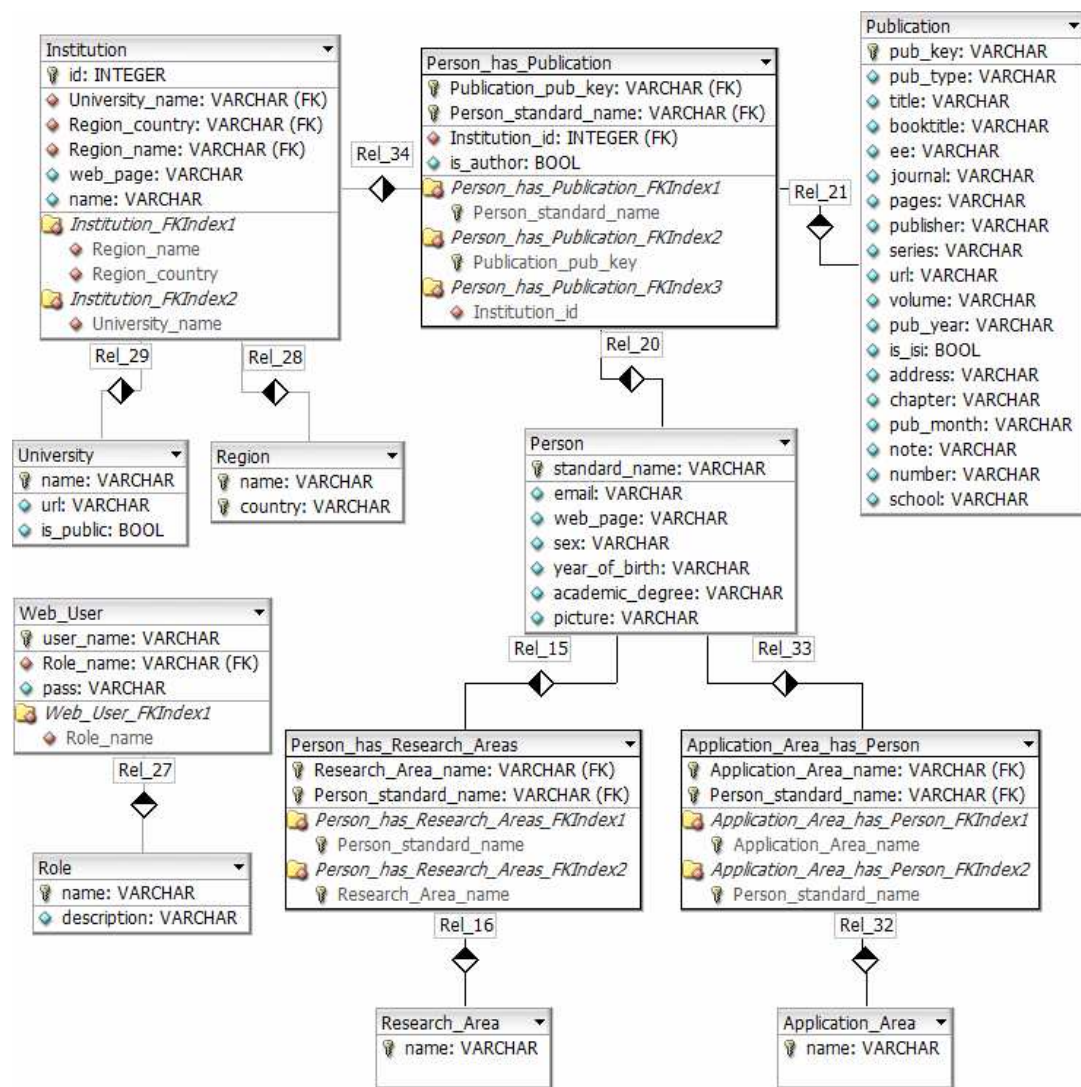 Institution
id: INTEGER
University_name: VARCHAR (FK)
Region_country: VARCHAR (FK)
Region_name: VARCHAR (FK)
web_page: VARCHAR
name: VARCHAR
Institution_FKIndex1
Region_name
Region_country
Institution_FKIndex2
University_name
Rel_34
Person_has_Publication
Publication_pub_key: VARCHAR (FK)
Person_standard_name: VARCHAR (FK)
Institution_id: INTEGER (FK)
is_author: BOOL
Person_has_Publication_FKIndex1
Person_standard_name
Person_has_Publication_FKIndex2
Publication_pub_key
Person_has_Publication_FKIndex3
Institution_id
Rel_21
Publication
pub_key: VARCHAR
pub_type: VARCHAR
title: VARCHAR
booktitle: VARCHAR
ee: VARCHAR
journal: VARCHAR
pages: VARCHAR
publisher: VARCHAR
series: VARCHAR
url: VARCHAR
volume: VARCHAR
pub_year: VARCHAR
is_isi: BOOL
address: VARCHAR
chapter: VARCHAR
pub_month: VARCHAR
note: VARCHAR
number: VARCHAR
school: VARCHAR
Rel_29
Rel_28
Rel_20
University
name: VARCHAR
url: VARCHAR
is_public: BOOL
Region
name: VARCHAR
country: VARCHAR
Person
standard_name: VARCHAR
email: VARCHAR
web_page: VARCHAR
sex: VARCHAR
year_of_birth: VARCHAR
academic_degree: VARCHAR
picture: VARCHAR
Web_User
user_name: VARCHAR
Role_name: VARCHAR (FK)
pass: VARCHAR
Web_User_FKIndex1
Role_name
Rel_15
Rel_33
Rel_27
Person_has_Research_Areas
Research_Area_name: VARCHAR (FK)
Person_standard_name: VARCHAR (FK)
Person_has_Research_Areas_FKIndex1
Person_standard_name
Person_has_Research_Areas_FKIndex2
Research_Area_name
Application_Area_has_Person
Application_Area_name: VARCHAR (FK)
Person_standard_name: VARCHAR (FK)
Application_Area_has_Person_FKIndex1
Application_Area_name
Application_Area_has_Person_FKIndex2
Person_standard_name
Role
name: VARCHAR
description: VARCHAR
Rel_16
Rel_32
Research_Area
name: VARCHAR
Application_Area
name: VARCHAR